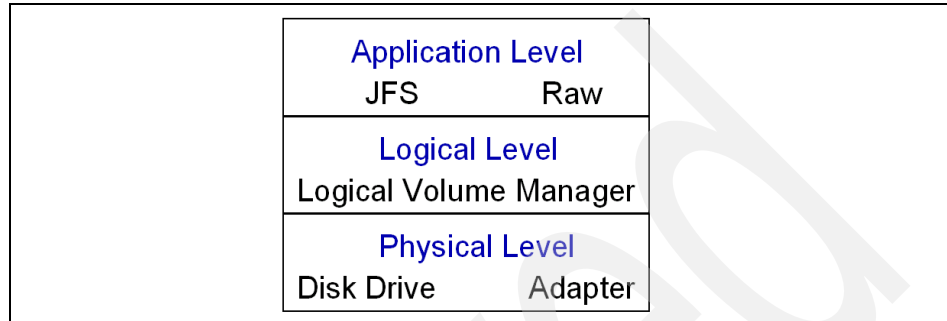 Application Level
JFS Raw
Logical Level
Logical Volume Manager
Physical Level
Disk Drive Adapter